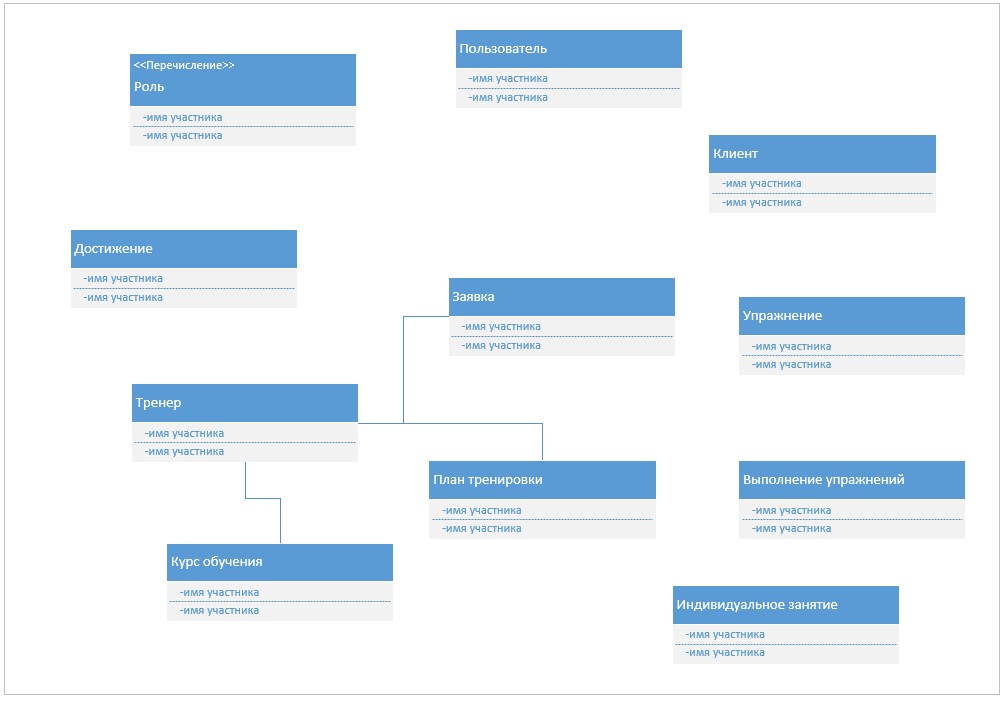 <<Перечисление>>
Роль
-имя участника
-имя участника
Пользователь
-имя участника
-имя участника
Клиент
-имя участника
-имя участника
Достижение
-имя участника
-имя участника
Заявка
-имя участника
-имя участника
Упражнение
-имя участника
-имя участника
Тренер
-имя участника
-имя участника
План тренировки
-имя участника
-имя участника
Выполнение упражнений
-имя участника
-имя участника
Курс обучения
-имя участника
-имя участника
Индивидуальное занятие
-имя участника
-имя участника